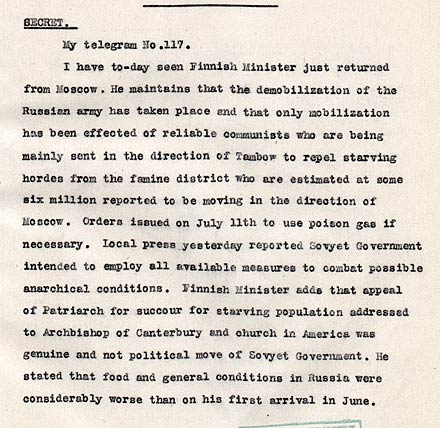 SECRET.
My telegram No.117.
I have to-day seen Finnish Minister just returned
from Moscow. He maintains that the demobilization of the
Russian army has taken place and that only mobilization
has been effected of reliable communists who are being
mainly sent in the direction of Tambow to repel starving
hordes from the famine district who are estimated at some
six million reported to be moving in the direction of
Moscow. Orders issued on July 11th to use poison gas if
necessary. Local press yesterday reported Sovyet Government
intended to employ all available measures to combat possible
anarchical conditions. Finnish Minister adds that appeal
of Patriarch for succour for starving population addressed
to Archbishop of Canterbury and church in America was
genuine and not political move of Sovyet Government. He
stated that food and general conditions in Russia were
considerably worse than on his first arrival in June.